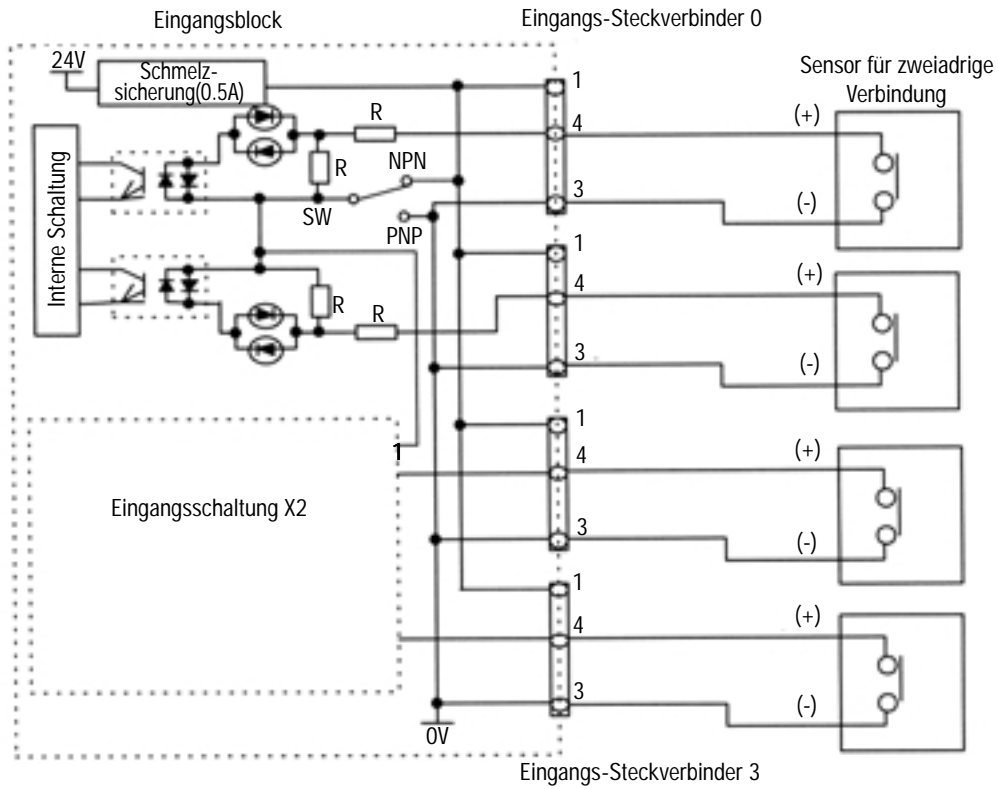 Eingangsblock
Eingangs-Steckverbinder 0
24V
Schmelz-
sicherung(0.5A)
Sensor für zweiadrige
Verbindung
1
R
4
(+)
Interne Schaltung
R
NPN
3
SW
(-)
PNP
1
4
(+)
R
R
3
(-)
1
1
4
(+)
Eingangsschaltung X2
3
(-)
1
4
(+)
3
(-)
0V
Eingangs-Steckverbinder 3